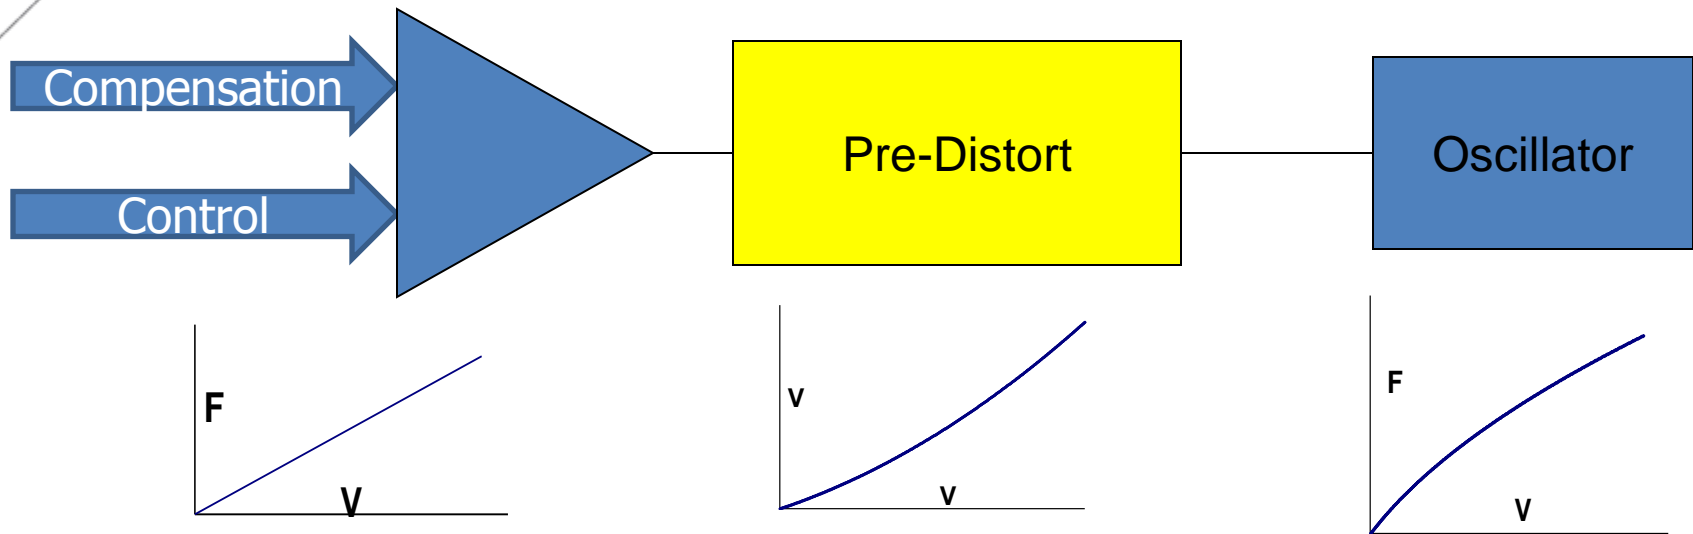 Compensation
Control
Pre-Distort
Oscillator
F
V
V
V
F
V